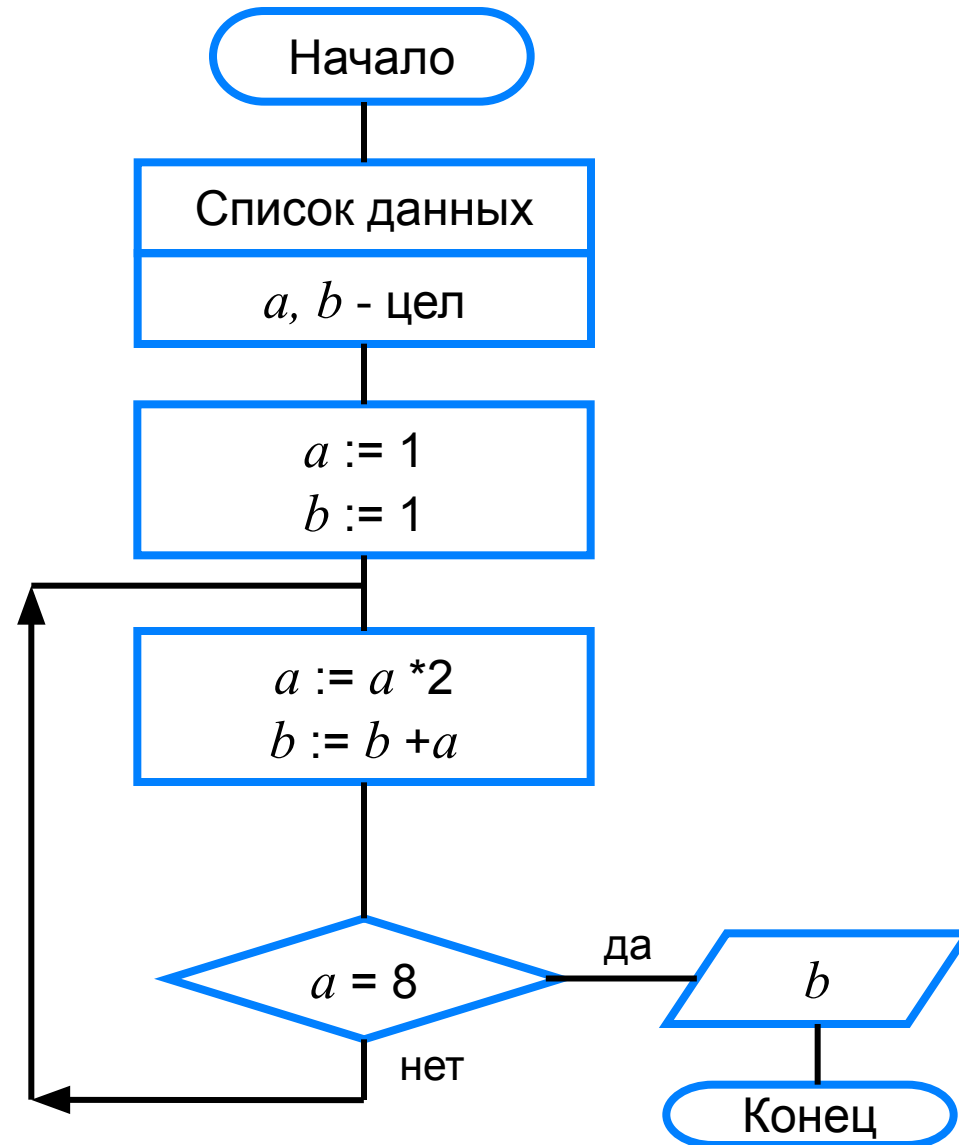 Начало
Список данных
a, b - цел
a := 1
b := 1
a := a *2
b := b +a
a = 8
да
b
нет
Конец